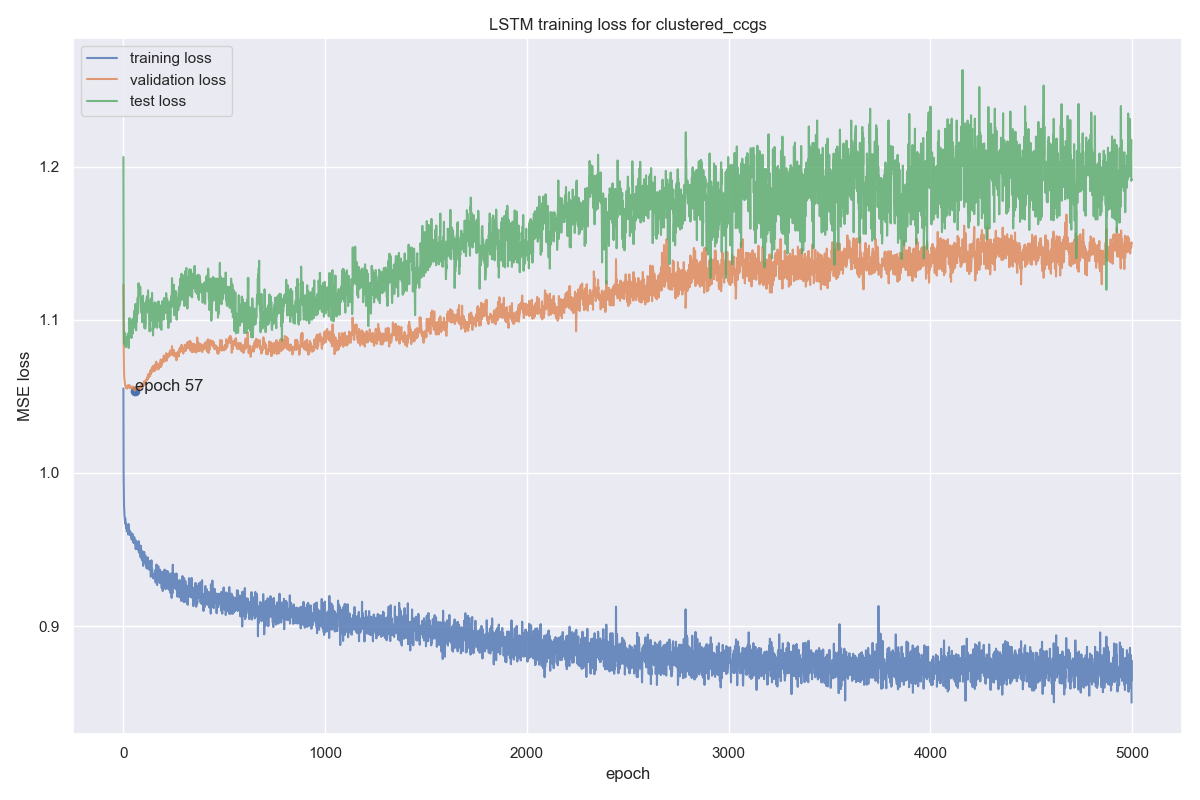 LSTM training loss for clustered_ccgs
training loss
validation loss
test loss
1.2
1.1
1.0
0.9
MSE loss
epoch 57
0
1000
2000
3000
4000
5000
epoch